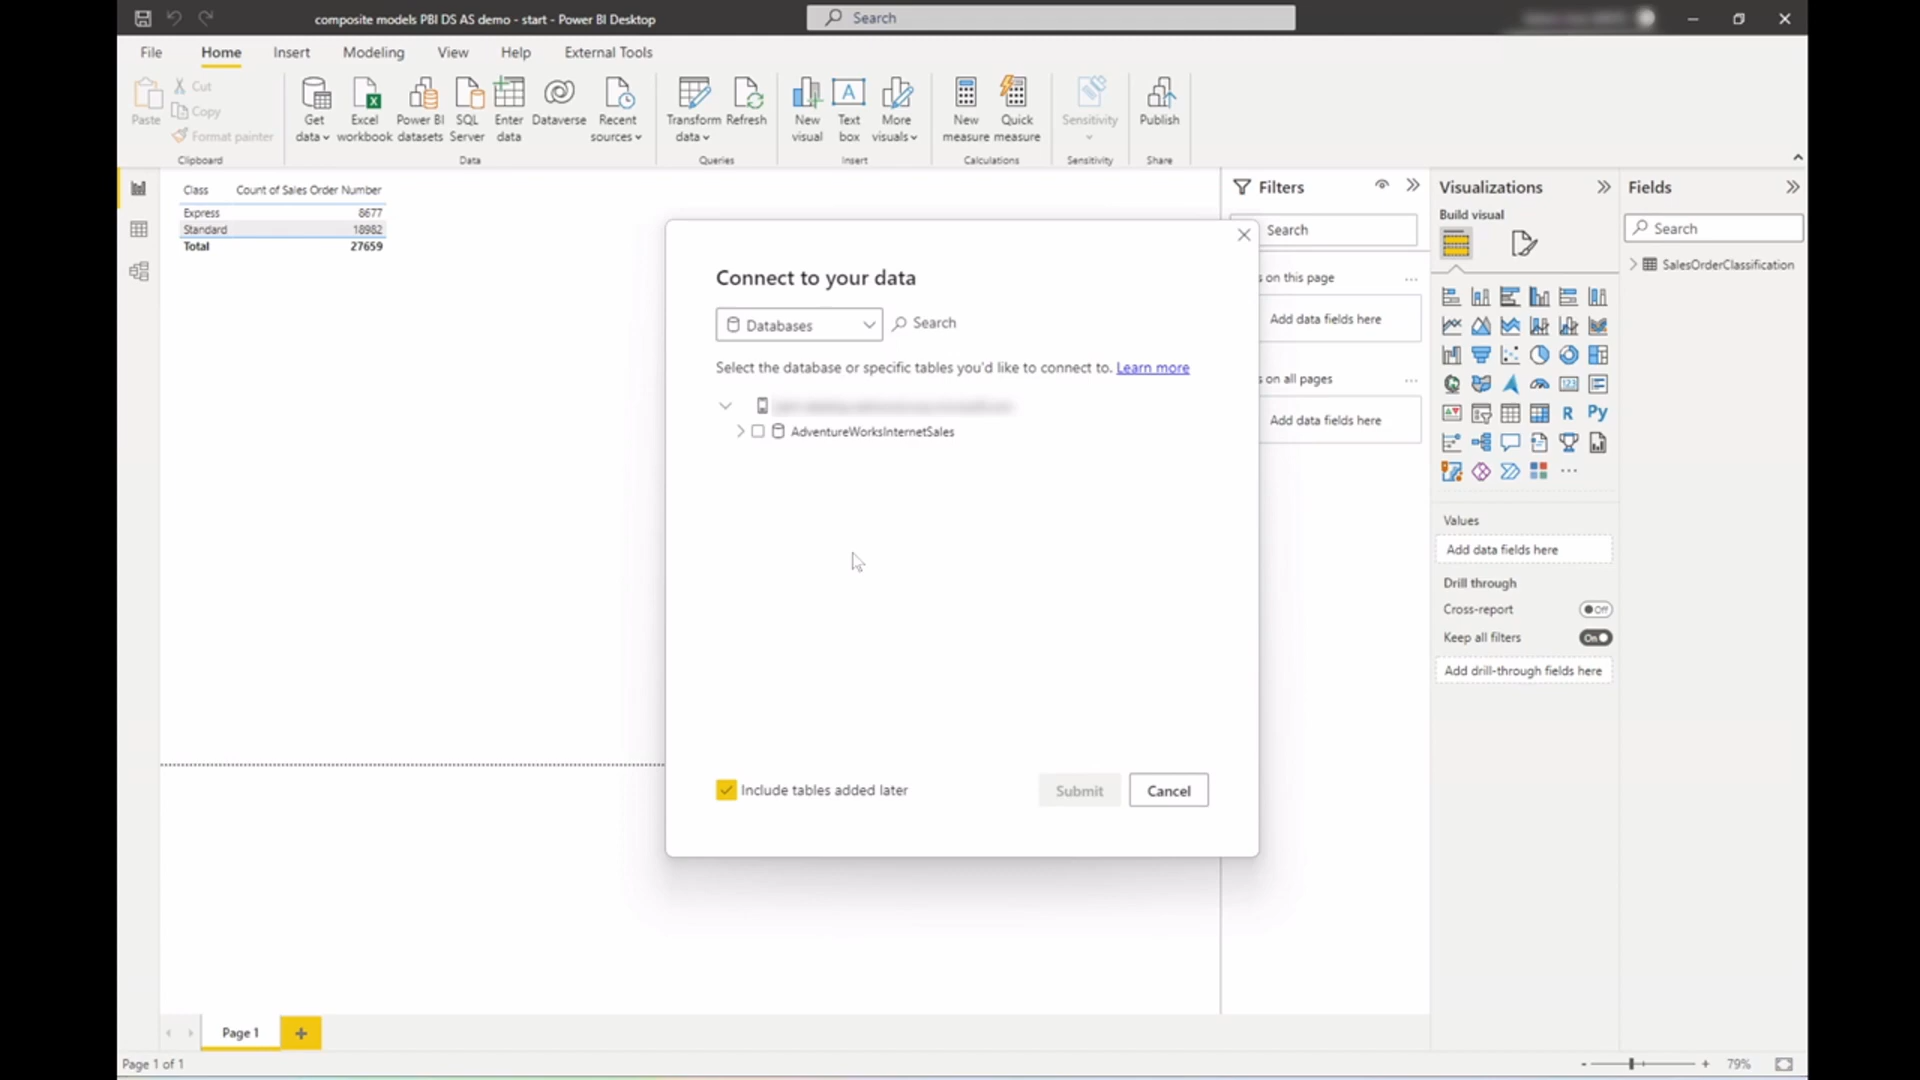 composite models PBI DS AS demo - start - Power BI Desktop
Search
File Home Insert Modeling View Help External Tools
Paste
Cut
Copy
Format painter
Clipboard
Get data
Excel workbook
Power BI datasets
SQL Server
Enter data
Dataverse
Recent sources
Data
Transform data
Refresh
Queries
New visual
Text box
More visuals
Insert
New measure
Quick measure
Calculations
Sensitivity
Sensitivity
Publish
Share
Class Count of Sales Order Number
Express 8677
Standard 18982
Total 27659
Connect to your data
Databases
Search
Select the database or specific tables you'd like to connect to. Learn more
AdventureWorksInternetSales
Include tables added later
Submit
Cancel
Filters
Search
s on this page ...
Add data fields here
s on all pages ...
Add data fields here
Visualizations
Build visual
123
R
Py
...
Values
Add data fields here
Drill through
Cross-report Off
Keep all filters On
Add drill-through fields here
Fields
Search
SalesOrderClassification
Page 1
+
Page 1 of 1
- + 79%